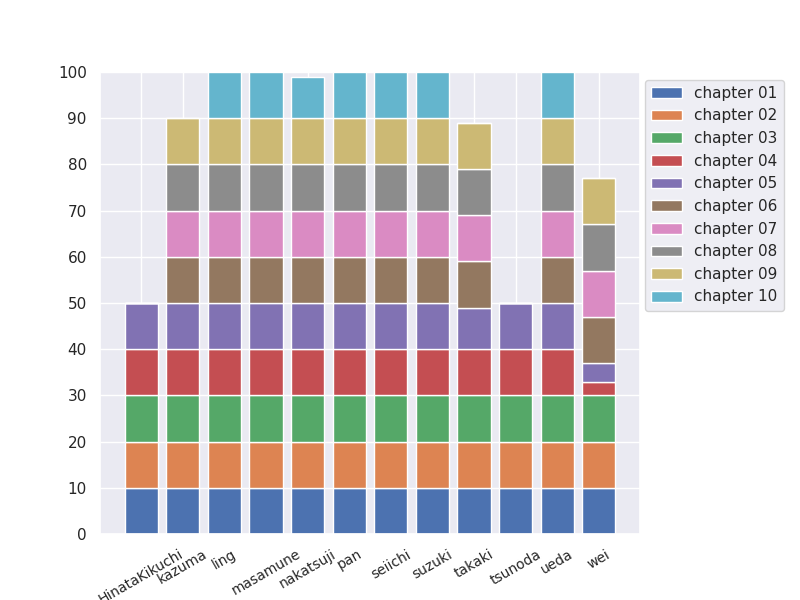 100
90
80
70
60
50
40
30
20
10
0
HinataKikuchi
kazuma
ling
masamune
nakatsuji
pan
seiichi
suzuki
takaki
tsunoda
ueda
wei
chapter 01
chapter 02
chapter 03
chapter 04
chapter 05
chapter 06
chapter 07
chapter 08
chapter 09
chapter 10